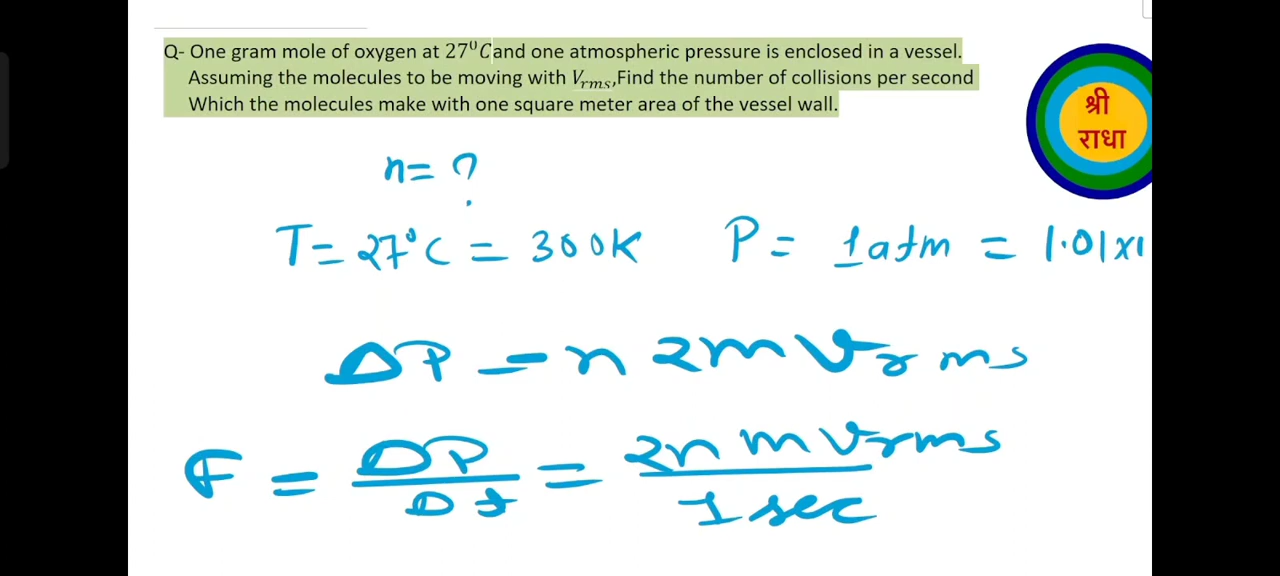 Q- One gram mole of oxygen at 27⁰C and one atmospheric pressure is enclosed in a vessel.
Assuming the molecules to be moving with Vrms,Find the number of collisions per second
Which the molecules make with one square meter area of the vessel wall.
श्री
राधा
n= ?
T= 27°C = 300K P= 1atm = 1.01x1
ΔP = n 2m Vrms
F = ΔP/Δt = 2n m Vrms/1 sec